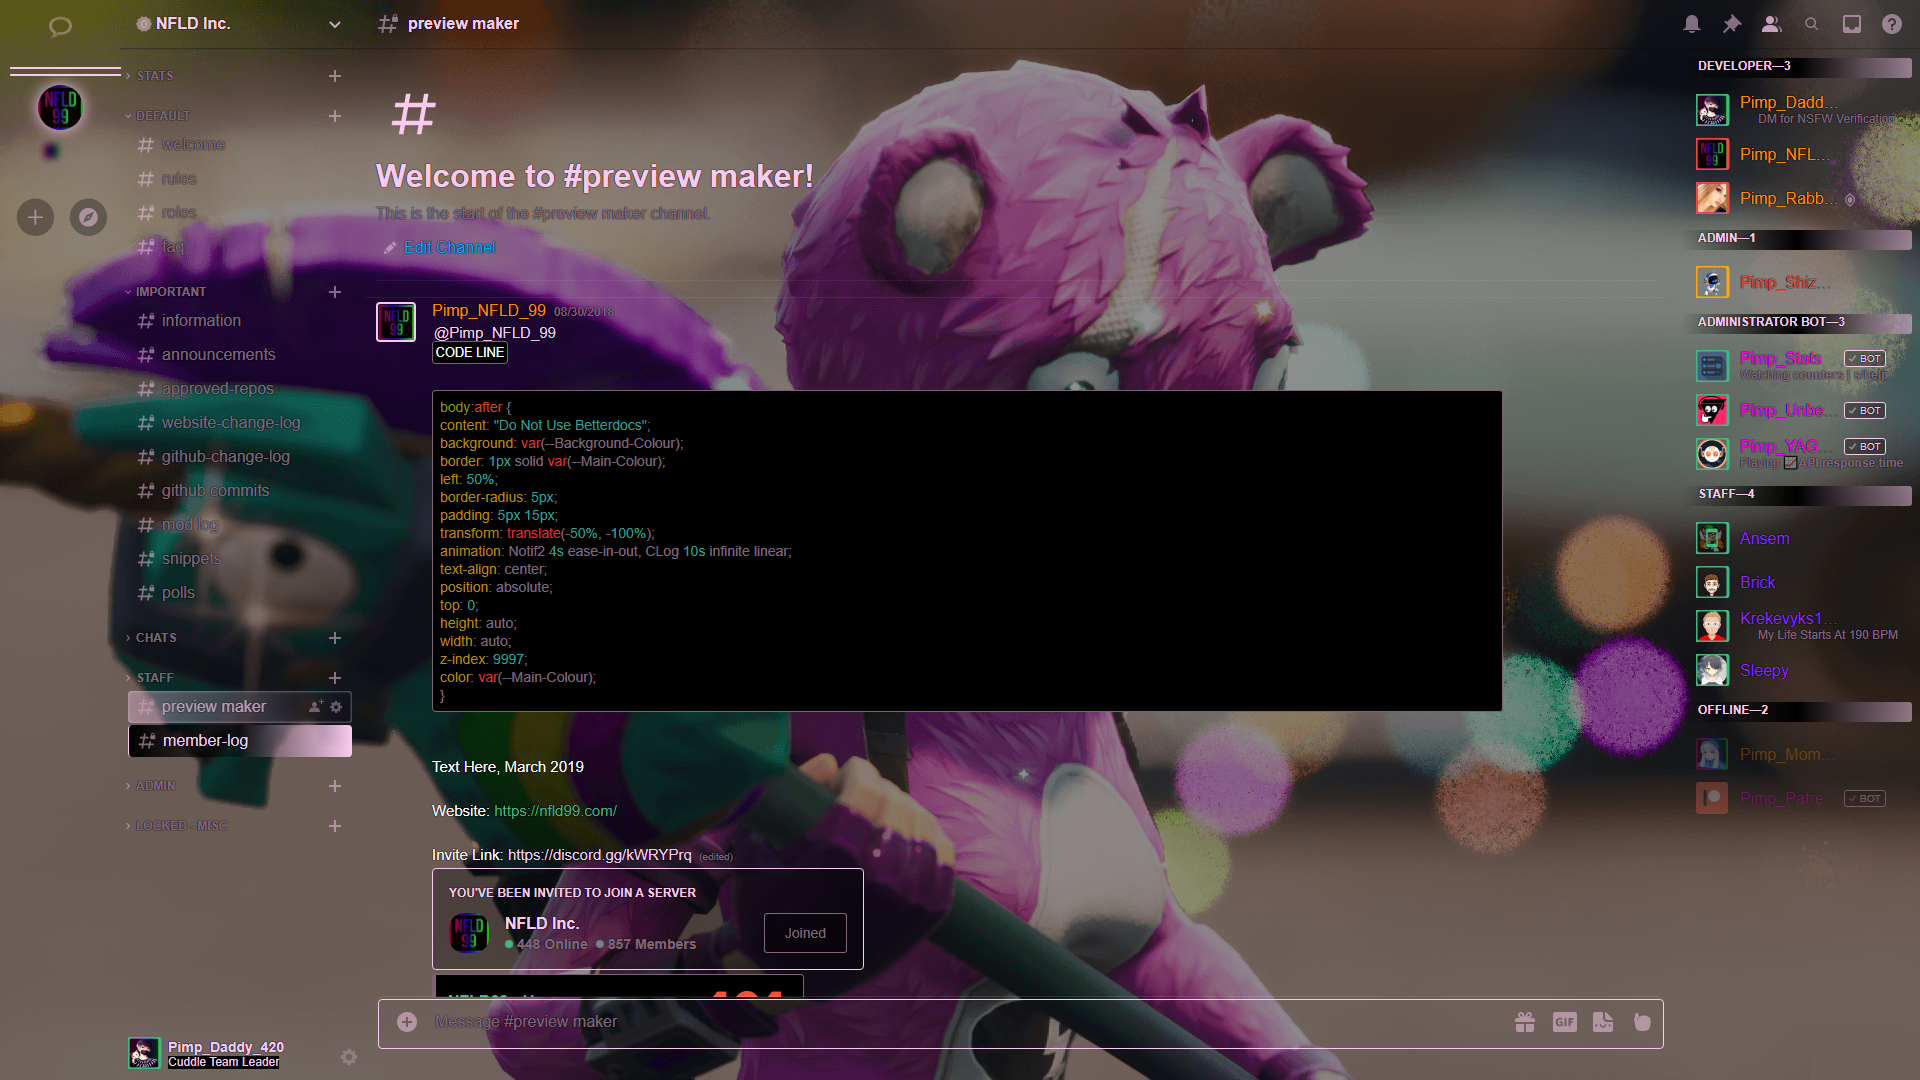 NFLD Inc.
preview maker
STATS
DEFAULT
welcome
rules
roles
faq
IMPORTANT
information
announcements
approved-repos
website-change-log
github-change-log
github commits
mod log
snippets
polls
CHATS
STAFF
preview maker
member-log
ADMIN
LOCKED - MISC
Pimp_Daddy_420
Cuddle Team Leader
NFLD
99
Welcome to #preview maker!
This is the start of the #preview maker channel.
Edit Channel
NFLD
99
Pimp_NFLD_99 08/30/2018
@Pimp_NFLD_99
CODE LINE
body:after {
content: "Do Not Use Betterdocs";
background: var(--Background-Colour);
border: 1px solid var(--Main-Colour);
left: 50%;
border-radius: 5px;
padding: 5px 15px;
transform: translate(-50%, -100%);
animation: Notif2 4s ease-in-out, CLog 10s infinite linear;
text-align: center;
position: absolute;
top: 0;
height: auto;
width: auto;
z-index: 9997;
color: var(--Main-Colour);
}
Text Here, March 2019
Website: https://nfld99.com/
Invite Link: https://discord.gg/kWRYPrq (edited)
YOU'VE BEEN INVITED TO JOIN A SERVER
NFLD
99
NFLD Inc.
448 Online 857 Members
Joined
Message #preview maker
GIF
DEVELOPER—3
Pimp_Dadd...
DM for NSFW Verification
NFLD
99
Pimp_NFL...
Pimp_Rabb...
ADMIN—1
Pimp_Shiz...
ADMINISTRATOR BOT—3
Pimp_Stats ✓ BOT
Watching counters | s/help
Pimp_Unbe... ✓ BOT
Pimp_YAG... ✓ BOT
Playing 📈API response time
STAFF—4
Ansem
Brick
Krekevyks1...
My Life Starts At 190 BPM
Sleepy
OFFLINE—2
Pimp_Mom...
Pimp_Patre... ✓ BOT